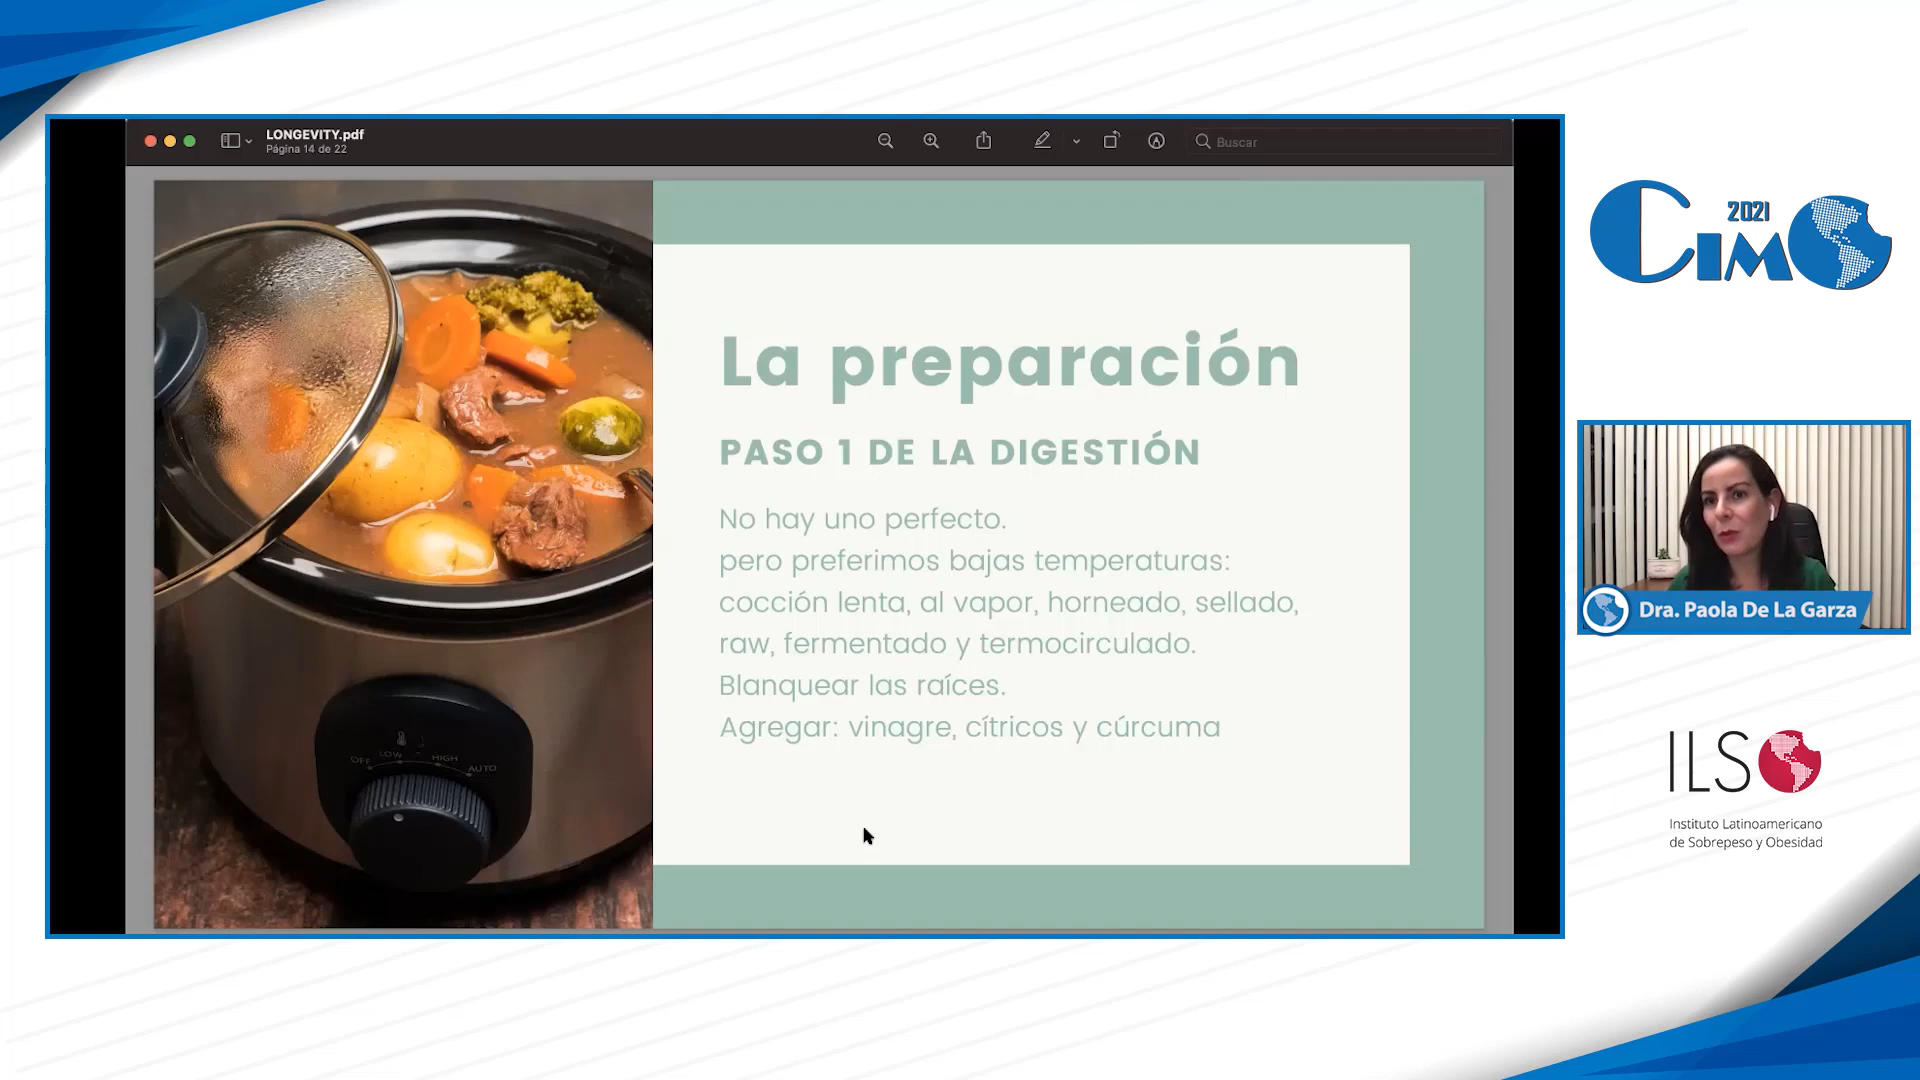 LONGEVITY.pdf
Página 14 de 22
Buscar
La preparación
PASO 1 DE LA DIGESTIÓN
No hay uno perfecto.
pero preferimos bajas temperaturas:
cocción lenta, al vapor, horneado, sellado,
raw, fermentado y termocirculado.
Blanquear las raíces.
Agregar: vinagre, cítricos y cúrcuma
OFF LOW HIGH AUTO
2021
CIMO
Dra. Paola De La Garza
ILSO
Instituto Latinoamericano
de Sobrepeso y Obesidad